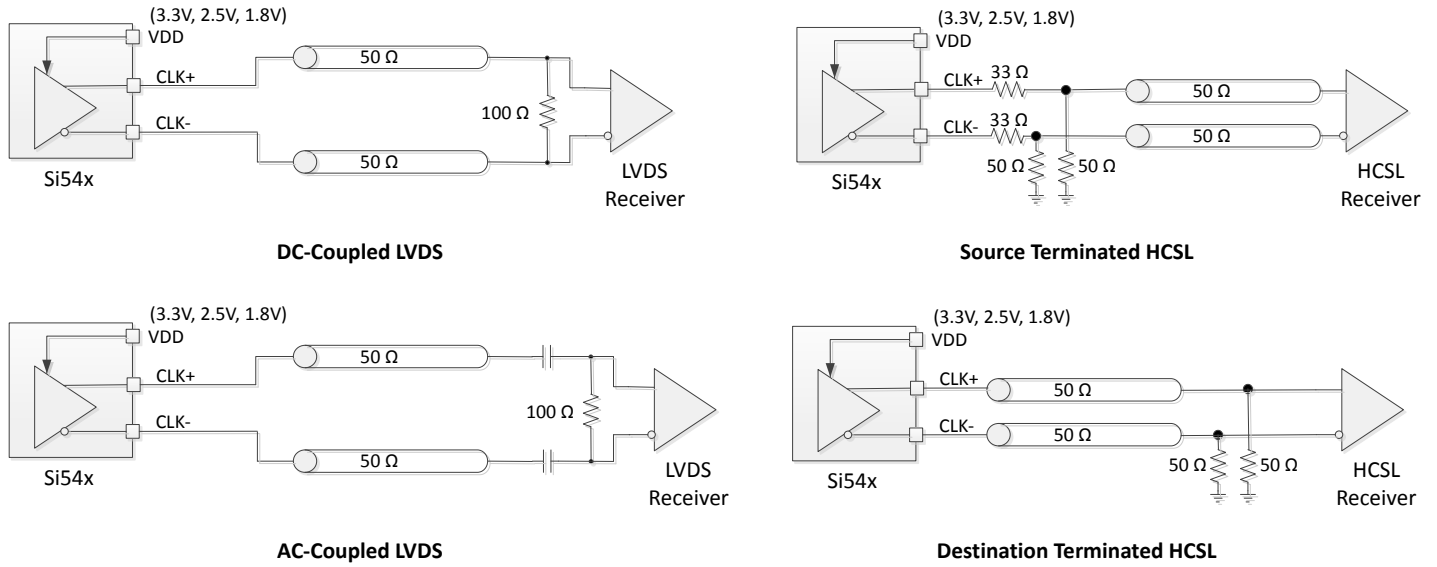 (3.3V, 2.5V, 1.8V)
VDD
CLK+
50 Ω
100 Ω
CLK-
50 Ω
Si54x
LVDS
Receiver
DC-Coupled LVDS
(3.3V, 2.5V, 1.8V)
VDD
CLK+
33 Ω
50 Ω
33 Ω
CLK-
50 Ω
50 Ω
50 Ω
Si54x
HCSL
Receiver
Source Terminated HCSL
(3.3V, 2.5V, 1.8V)
VDD
CLK+
50 Ω
100 Ω
CLK-
50 Ω
Si54x
LVDS
Receiver
AC-Coupled LVDS
(3.3V, 2.5V, 1.8V)
VDD
CLK+
50 Ω
CLK-
50 Ω
50 Ω
50 Ω
Si54x
HCSL
Receiver
Destination Terminated HCSL